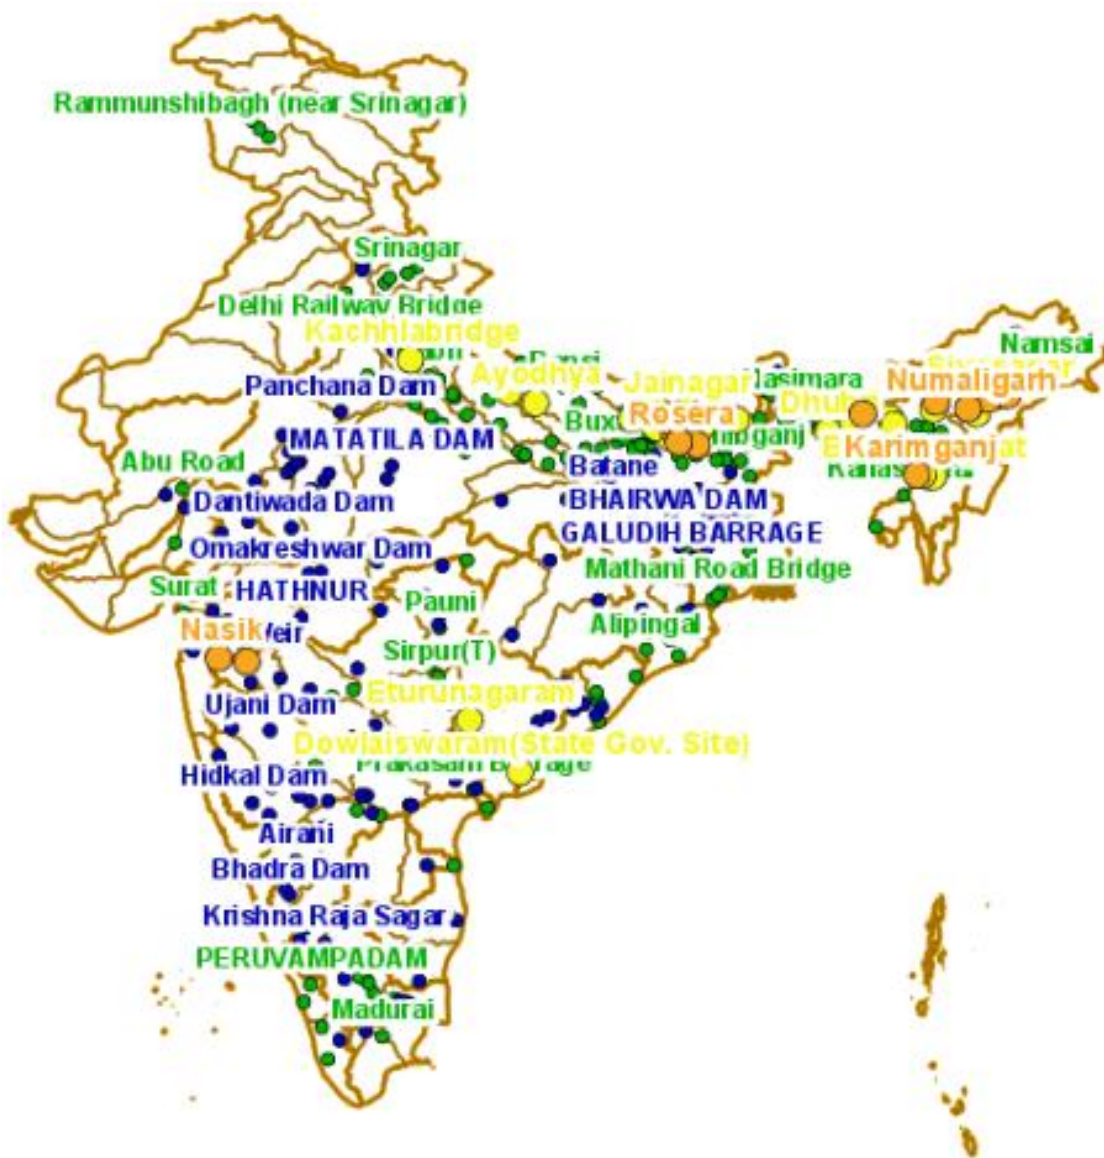 Rammunshibagh (near Srinagar)
Srinagar
Delhi Railway Bridge
Kachhlabridge
Namsai
Ayodhya
Jainagar
Numaligarh
Panchana Dam
Rosera
MATATILA DAM
Karimganj
Abu Road
Batane
Dantiwada Dam
BHAIRWA DAM
Omakreshwar Dam
GALUDIH BARRAGE
Surat
HATHNUR
Mathani Road Bridge
Pauni
Nasik
Alipingal
Sirpur(T)
Ujani Dam
Eturunagaram
Dowlaiswaram(State Gov. Site)
Hidkal Dam
Airani
Bhadra Dam
Krishna Raja Sagar
PERUVAMPADAM
Madurai